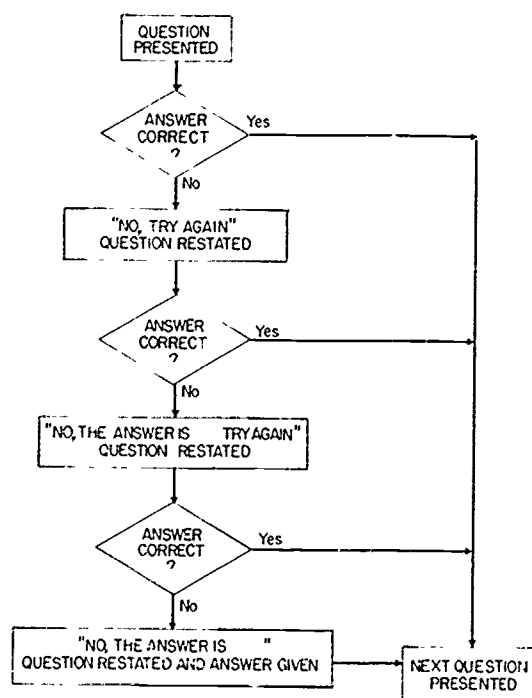 QUESTION
PRESENTED
ANSWER
CORRECT
?
Yes
No
"NO, TRY AGAIN"
QUESTION RESTATED
ANSWER
CORRECT
?
Yes
No
"NO, THE ANSWER IS TRY AGAIN"
QUESTION RESTATED
ANSWER
CORRECT
?
Yes
No
"NO, THE ANSWER IS "
QUESTION RESTATED AND ANSWER GIVEN
NEXT QUESTION
PRESENTED